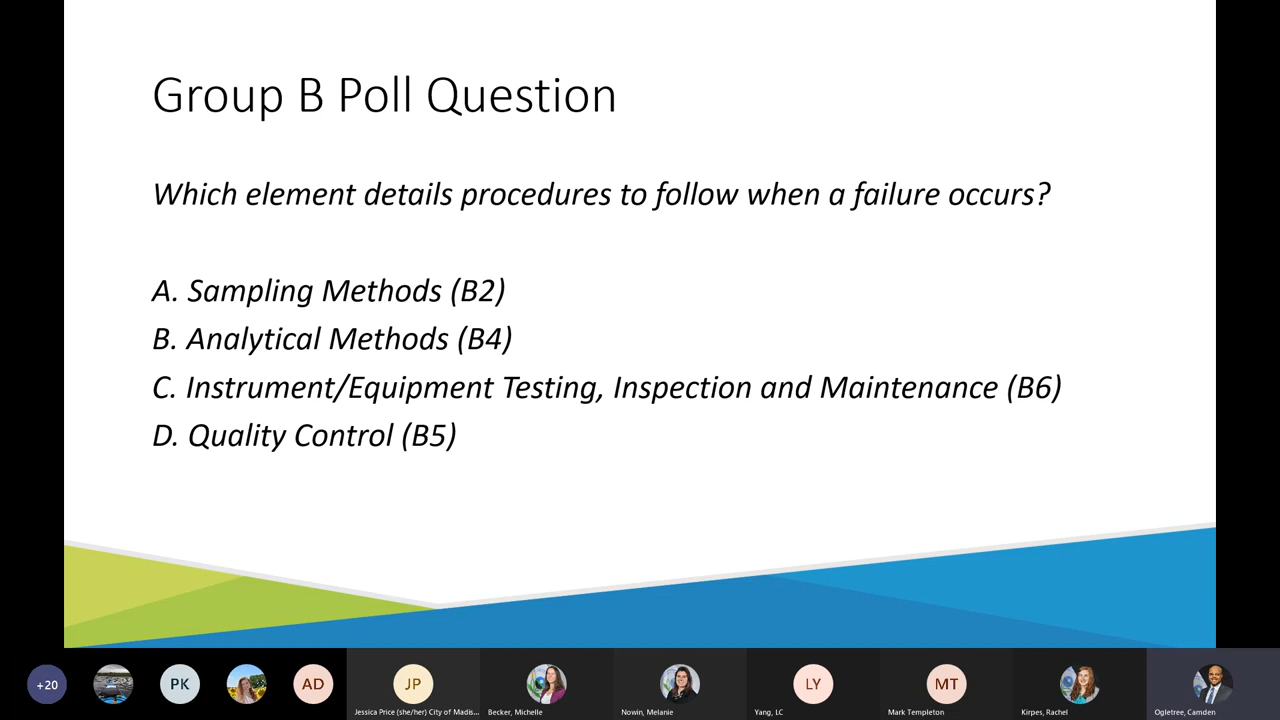 Group B Poll Question
Which element details procedures to follow when a failure occurs?
A. Sampling Methods (B2)
B. Analytical Methods (B4)
C. Instrument/Equipment Testing, Inspection and Maintenance (B6)
D. Quality Control (B5)
+20
PK
AD
JP
LY
MT
Jessica Price (she/her) City of Madis...
Becker, Michelle
Nowin, Melanie
Yang, LC
Mark Templeton
Kirpes, Rachel
Ogletree, Camden